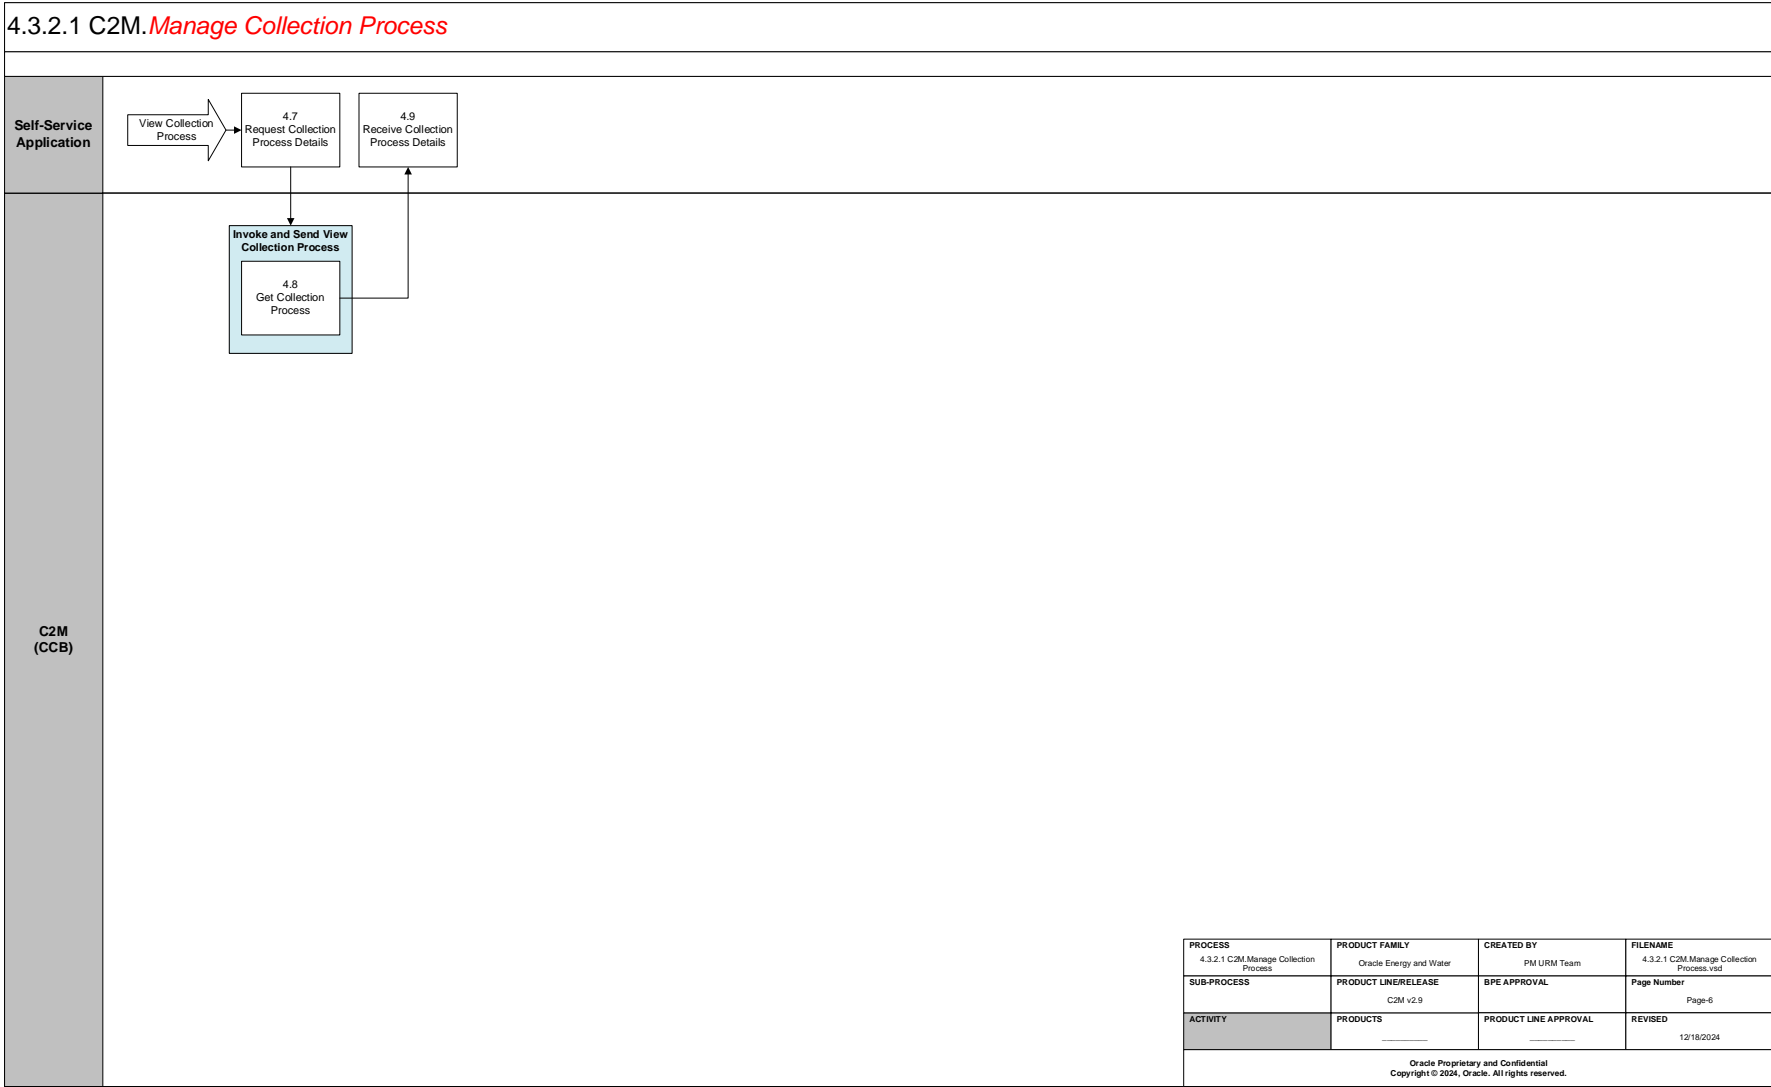 4.3.2.1 C2M.Manage Collection Process
Self-Service
Application
View Collection
Process
4.7
Request Collection
Process Details
4.9
Receive Collection
Process Details
C2M
(CCB)
Invoke and Send View
Collection Process
4.8
Get Collection
Process
PROCESS
4.3.2.1 C2M.Manage Collection
Process
PRODUCT FAMILY
Oracle Energy and Water
CREATED BY
PM URM Team
FILENAME
4.3.2.1 C2M.Manage Collection
Process.vsd
SUB-PROCESS
PRODUCT LINE/RELEASE
C2M v2.9
BPE APPROVAL
Page Number
Page-6
ACTIVITY
PRODUCTS
PRODUCT LINE APPROVAL
REVISED
12/18/2024
Oracle Proprietary and Confidential
Copyright © 2024, Oracle. All rights reserved.